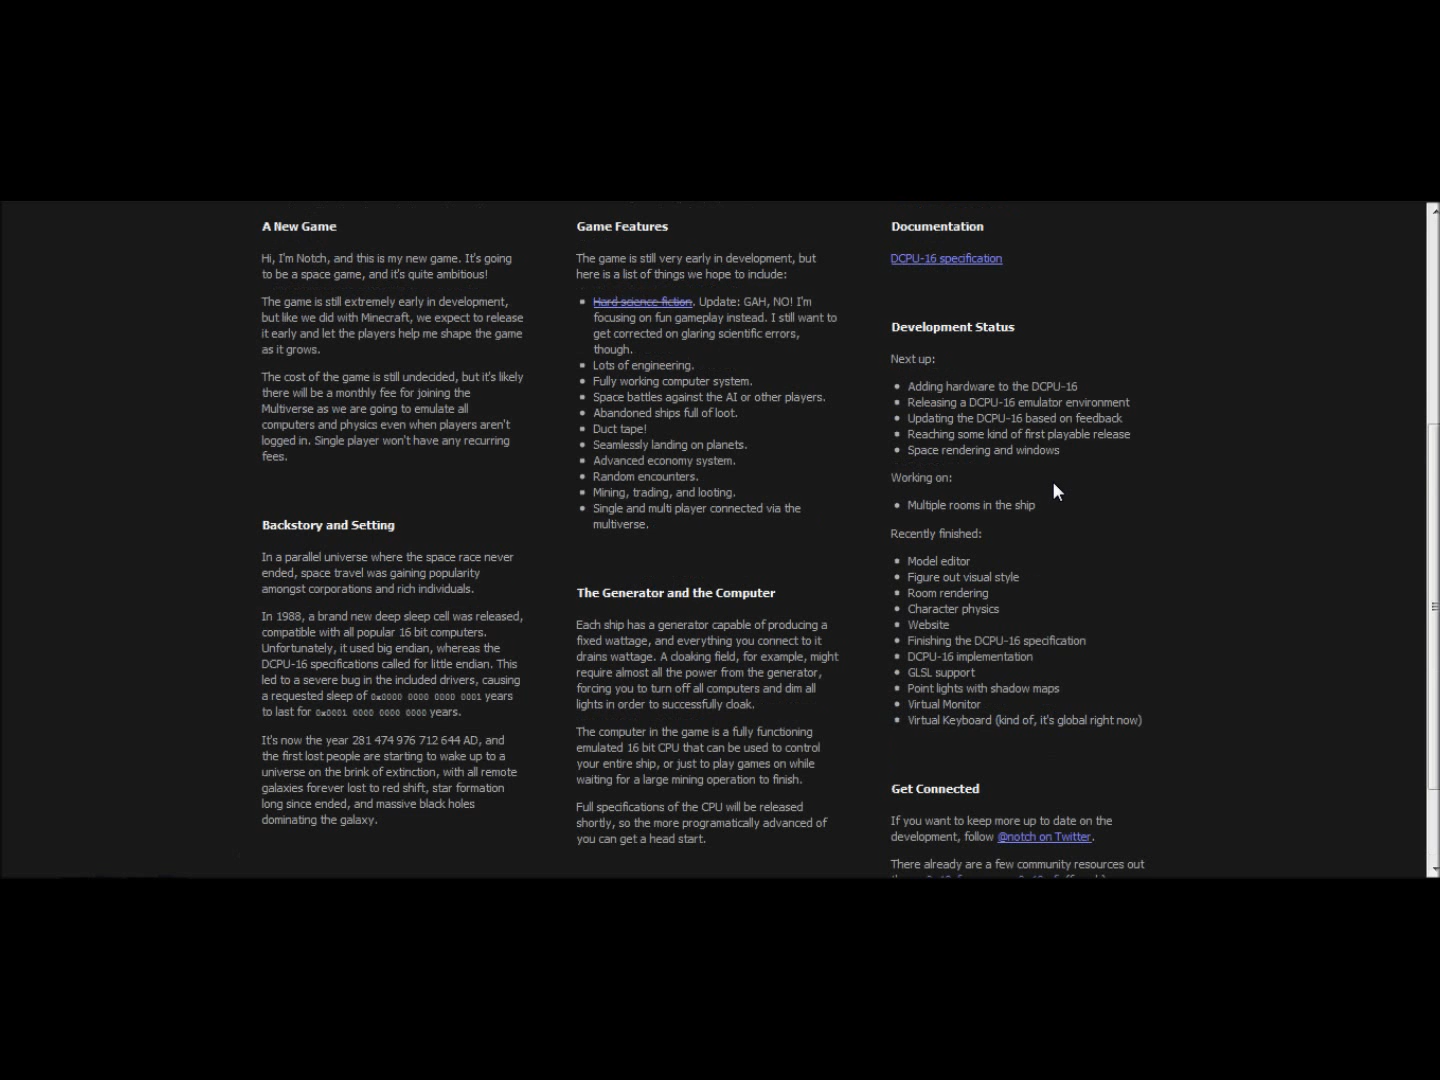 A New Game
Hi, I'm Notch, and this is my new game. It's going
to be a space game, and it's quite ambitious!
The game is still extremely early in development,
but like we did with Minecraft, we expect to release
it early and let the players help me shape the game
as it grows.
The cost of the game is still undecided, but it's likely
there will be a monthly fee for joining the
Multiverse as we are going to emulate all
computers and physics even when players aren't
logged in. Single player won't have any recurring
fees.
Backstory and Setting
In a parallel universe where the space race never
ended, space travel was gaining popularity
amongst corporations and rich individuals.
In 1988, a brand new deep sleep cell was released,
compatible with all popular 16 bit computers.
Unfortunately, it used big endian, whereas the
DCPU-16 specifications called for little endian. This
led to a severe bug in the included drivers, causing
a requested sleep of 0x0000 0000 0000 0001 years
to last for 0x0001 0000 0000 0000 years.
It's now the year 281 474 976 712 644 AD, and
the first lost people are starting to wake up to a
universe on the brink of extinction, with all remote
galaxies forever lost to red shift, star formation
long since ended, and massive black holes
dominating the galaxy.
Game Features
The game is still very early in development, but
here is a list of things we hope to include:
Hard science fiction. Update: GAH, NO! I'm
focusing on fun gameplay instead. I still want to
get corrected on glaring scientific errors,
though.
Lots of engineering.
Fully working computer system.
Space battles against the AI or other players.
Abandoned ships full of loot.
Duct tape!
Seamlessly landing on planets.
Advanced economy system.
Random encounters.
Mining, trading, and looting.
Single and multi player connected via the
multiverse.
The Generator and the Computer
Each ship has a generator capable of producing a
fixed wattage, and everything you connect to it
drains wattage. A cloaking field, for example, might
require almost all the power from the generator,
forcing you to turn off all computers and dim all
lights in order to successfully cloak.
The computer in the game is a fully functioning
emulated 16 bit CPU that can be used to control
your entire ship, or just to play games on while
waiting for a large mining operation to finish.
Full specifications of the CPU will be released
shortly, so the more programatically advanced of
you can get a head start.
Documentation
DCPU-16 specification
Development Status
Next up:
Adding hardware to the DCPU-16
Releasing a DCPU-16 emulator environment
Updating the DCPU-16 based on feedback
Reaching some kind of first playable release
Space rendering and windows
Working on:
Multiple rooms in the ship
Recently finished:
Model editor
Figure out visual style
Room rendering
Character physics
Website
Finishing the DCPU-16 specification
DCPU-16 implementation
GLSL support
Point lights with shadow maps
Virtual Monitor
Virtual Keyboard (kind of, it's global right now)
Get Connected
If you want to keep more up to date on the
development, follow @notch on Twitter.
There already are a few community resources out